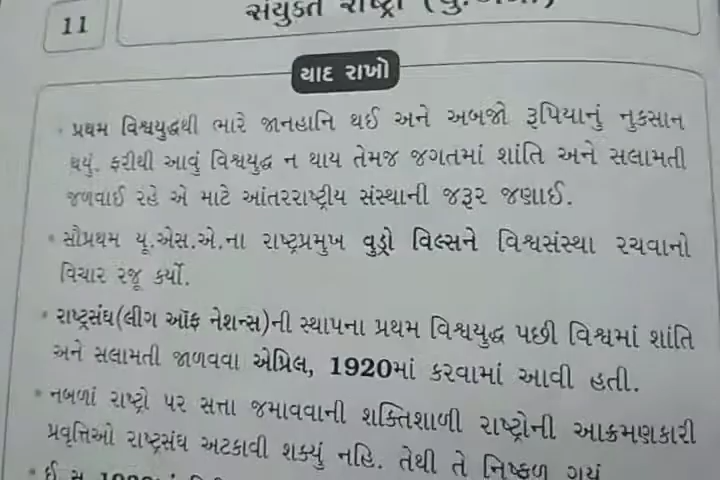 11
સંયુક્ત રાષ્ટ્રો
યાદ રાખો
• પ્રથમ વિશ્વયુદ્ધથી ભારે જાનહાનિ થઈ અને અબજો રૂપિયાનું નુકસાન
થયું. ફરીથી આવું વિશ્વયુદ્ધ ન થાય તેમજ જગતમાં શાંતિ અને સલામતી
જળવાઈ રહે એ માટે આંતરરાષ્ટ્રીય સંસ્થાની જરૂર જણાઈ.
• સૌપ્રથમ યૂ.એસ.એ.ના રાષ્ટ્રપ્રમુખ વુડ્રો વિલ્સને વિશ્વસંસ્થા રચવાનો
વિચાર રજૂ કર્યો.
• રાષ્ટ્રસંઘ(લીગ ઑફ નેશન્સ)ની સ્થાપના પ્રથમ વિશ્વયુદ્ધ પછી વિશ્વમાં શાંતિ
અને સલામતી જાળવવા એપ્રિલ, 1920માં કરવામાં આવી હતી.
• નબળાં રાષ્ટ્રો પર સત્તા જમાવવાની શક્તિશાળી રાષ્ટ્રોની આક્રમણકારી
પ્રવૃત્તિઓ રાષ્ટ્રસંઘ અટકાવી શક્યું નહિ. તેથી તે નિષ્ફળ ગયું